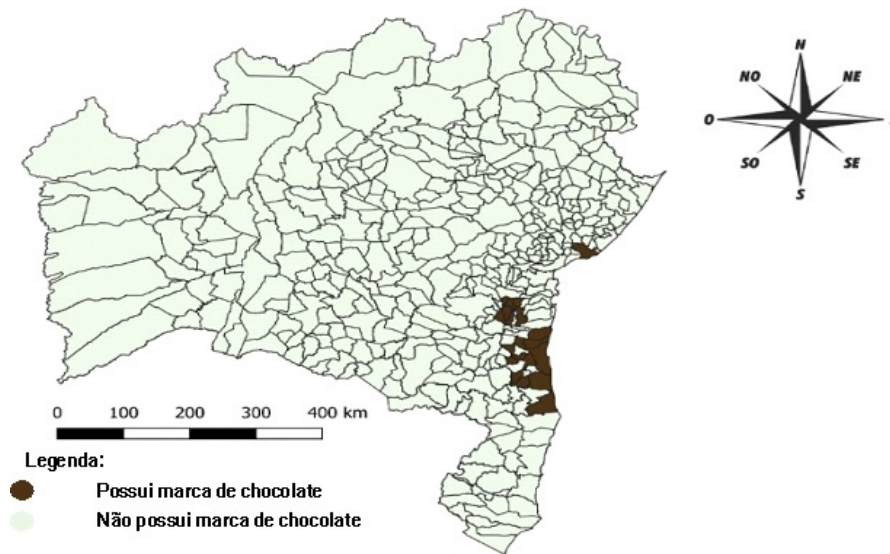 N
NO
NE
O
SO
SE
S
0
100
200
300
400 km
Legenda:
Possui marca de chocolate
Não possui marca de chocolate